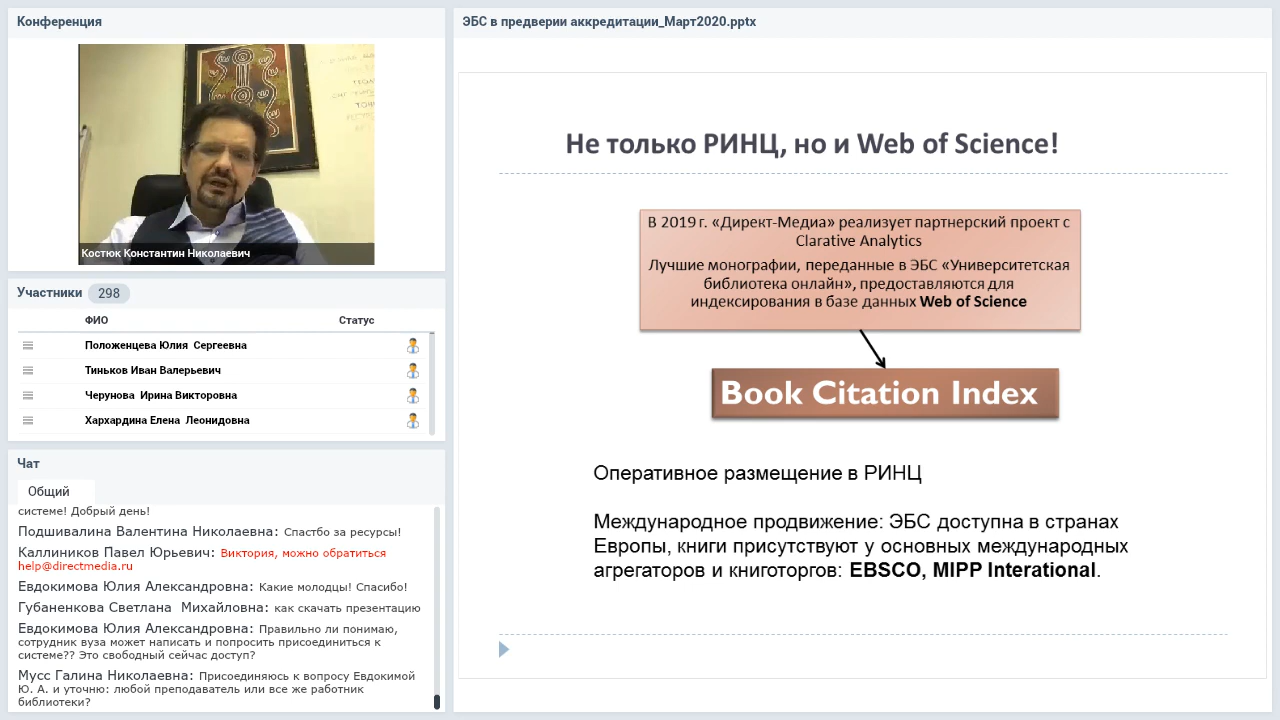 Конференция
Костюк Константин Николаевич
Участники 298
ФИО Статус
Положенцева Юлия Сергеевна
Тиньков Иван Валерьевич
Черунова Ирина Викторовна
Хархардина Елена Леонидовна
Чат
Общий
системе! Добрый день!
Подшивалина Валентина Николаевна: Спастбо за ресурсы!
Каллиников Павел Юрьевич: Виктория, можно обратиться
help@directmedia.ru
Евдокимова Юлия Александровна: Какие молодцы! Спасибо!
Губаненкова Светлана Михайловна: как скачать презентацию
Евдокимова Юлия Александровна: Правильно ли понимаю,
сотрудник вуза может написать и попросить присоединиться к
системе?? Это свободный сейчас доступ?
Мусс Галина Николаевна: Присоединяюсь к вопросу Евдокимой
Ю. А. и уточню: любой преподаватель или все же работник
библиотеки?
ЭБС в предверии аккредитации_Март2020.pptx
Не только РИНЦ, но и Web of Science!
В 2019 г. «Директ-Медиа» реализует партнерский проект с
Clarative Analytics
Лучшие монографии, переданные в ЭБС «Университетская
библиотека онлайн», предоставляются для
индексирования в базе данных Web of Science
Book Citation Index
Оперативное размещение в РИНЦ
Международное продвижение: ЭБС доступна в странах
Европы, книги присутствуют у основных международных
агрегаторов и книготоргов: EBSCO, MIPP Interational.